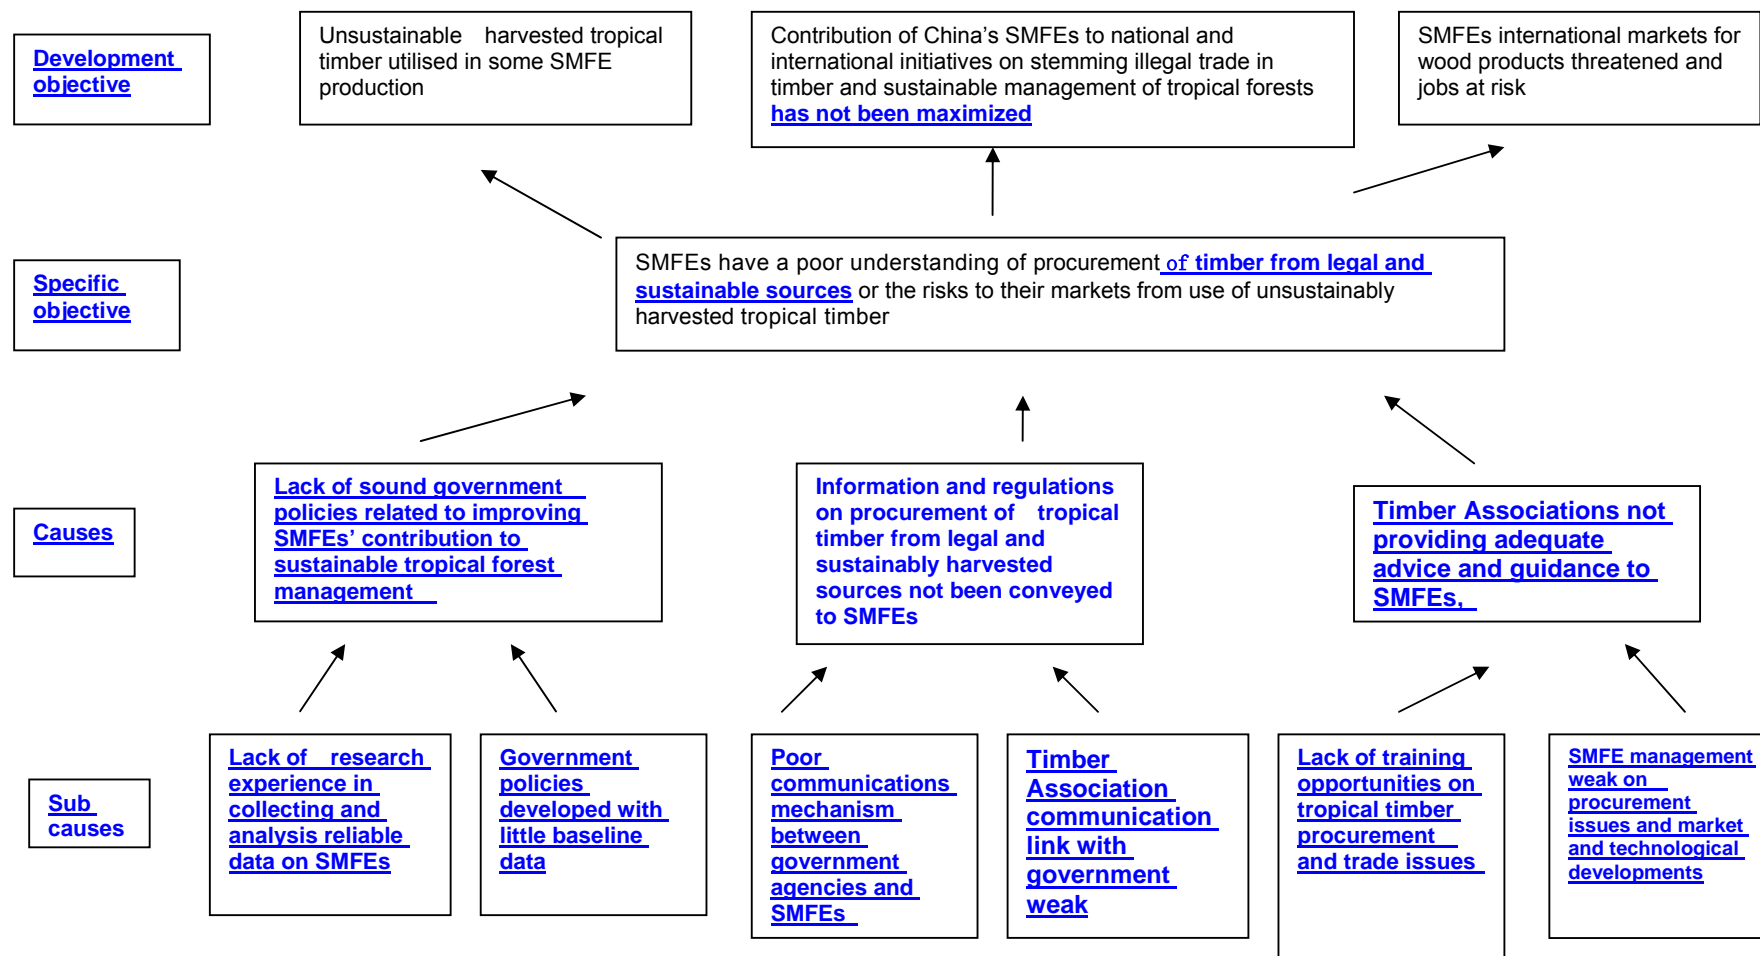 Development
objective
Unsustainable harvested tropical
timber utilised in some SMFE
production
Contribution of China's SMFEs to national and
international initiatives on stemming illegal trade in
timber and sustainable management of tropical forests
has not been maximized
SMFEs international markets for
wood products threatened and
jobs at risk
Specific
objective
SMFEs have a poor understanding of procurement of timber from legal and
sustainable sources or the risks to their markets from use of unsustainably
harvested tropical timber
Causes
Lack of sound government
policies related to improving
SMFEs' contribution to
sustainable tropical forest
management
Information and regulations
on procurement of tropical
timber from legal and
sustainably harvested
sources not been conveyed
to SMFEs
Timber Associations not
providing adequate
advice and guidance to
SMFEs,
Sub
causes
Lack of research
experience in
collecting and
analysis reliable
data on SMFEs
Government
policies
developed with
little baseline
data
Poor
communications
mechanism
between
government
agencies and
SMFEs
Timber
Association
communication
link with
government
weak
Lack of training
opportunities on
tropical timber
procurement
and trade issues
SMFE management
weak on
procurement
issues and market
and technological
developments